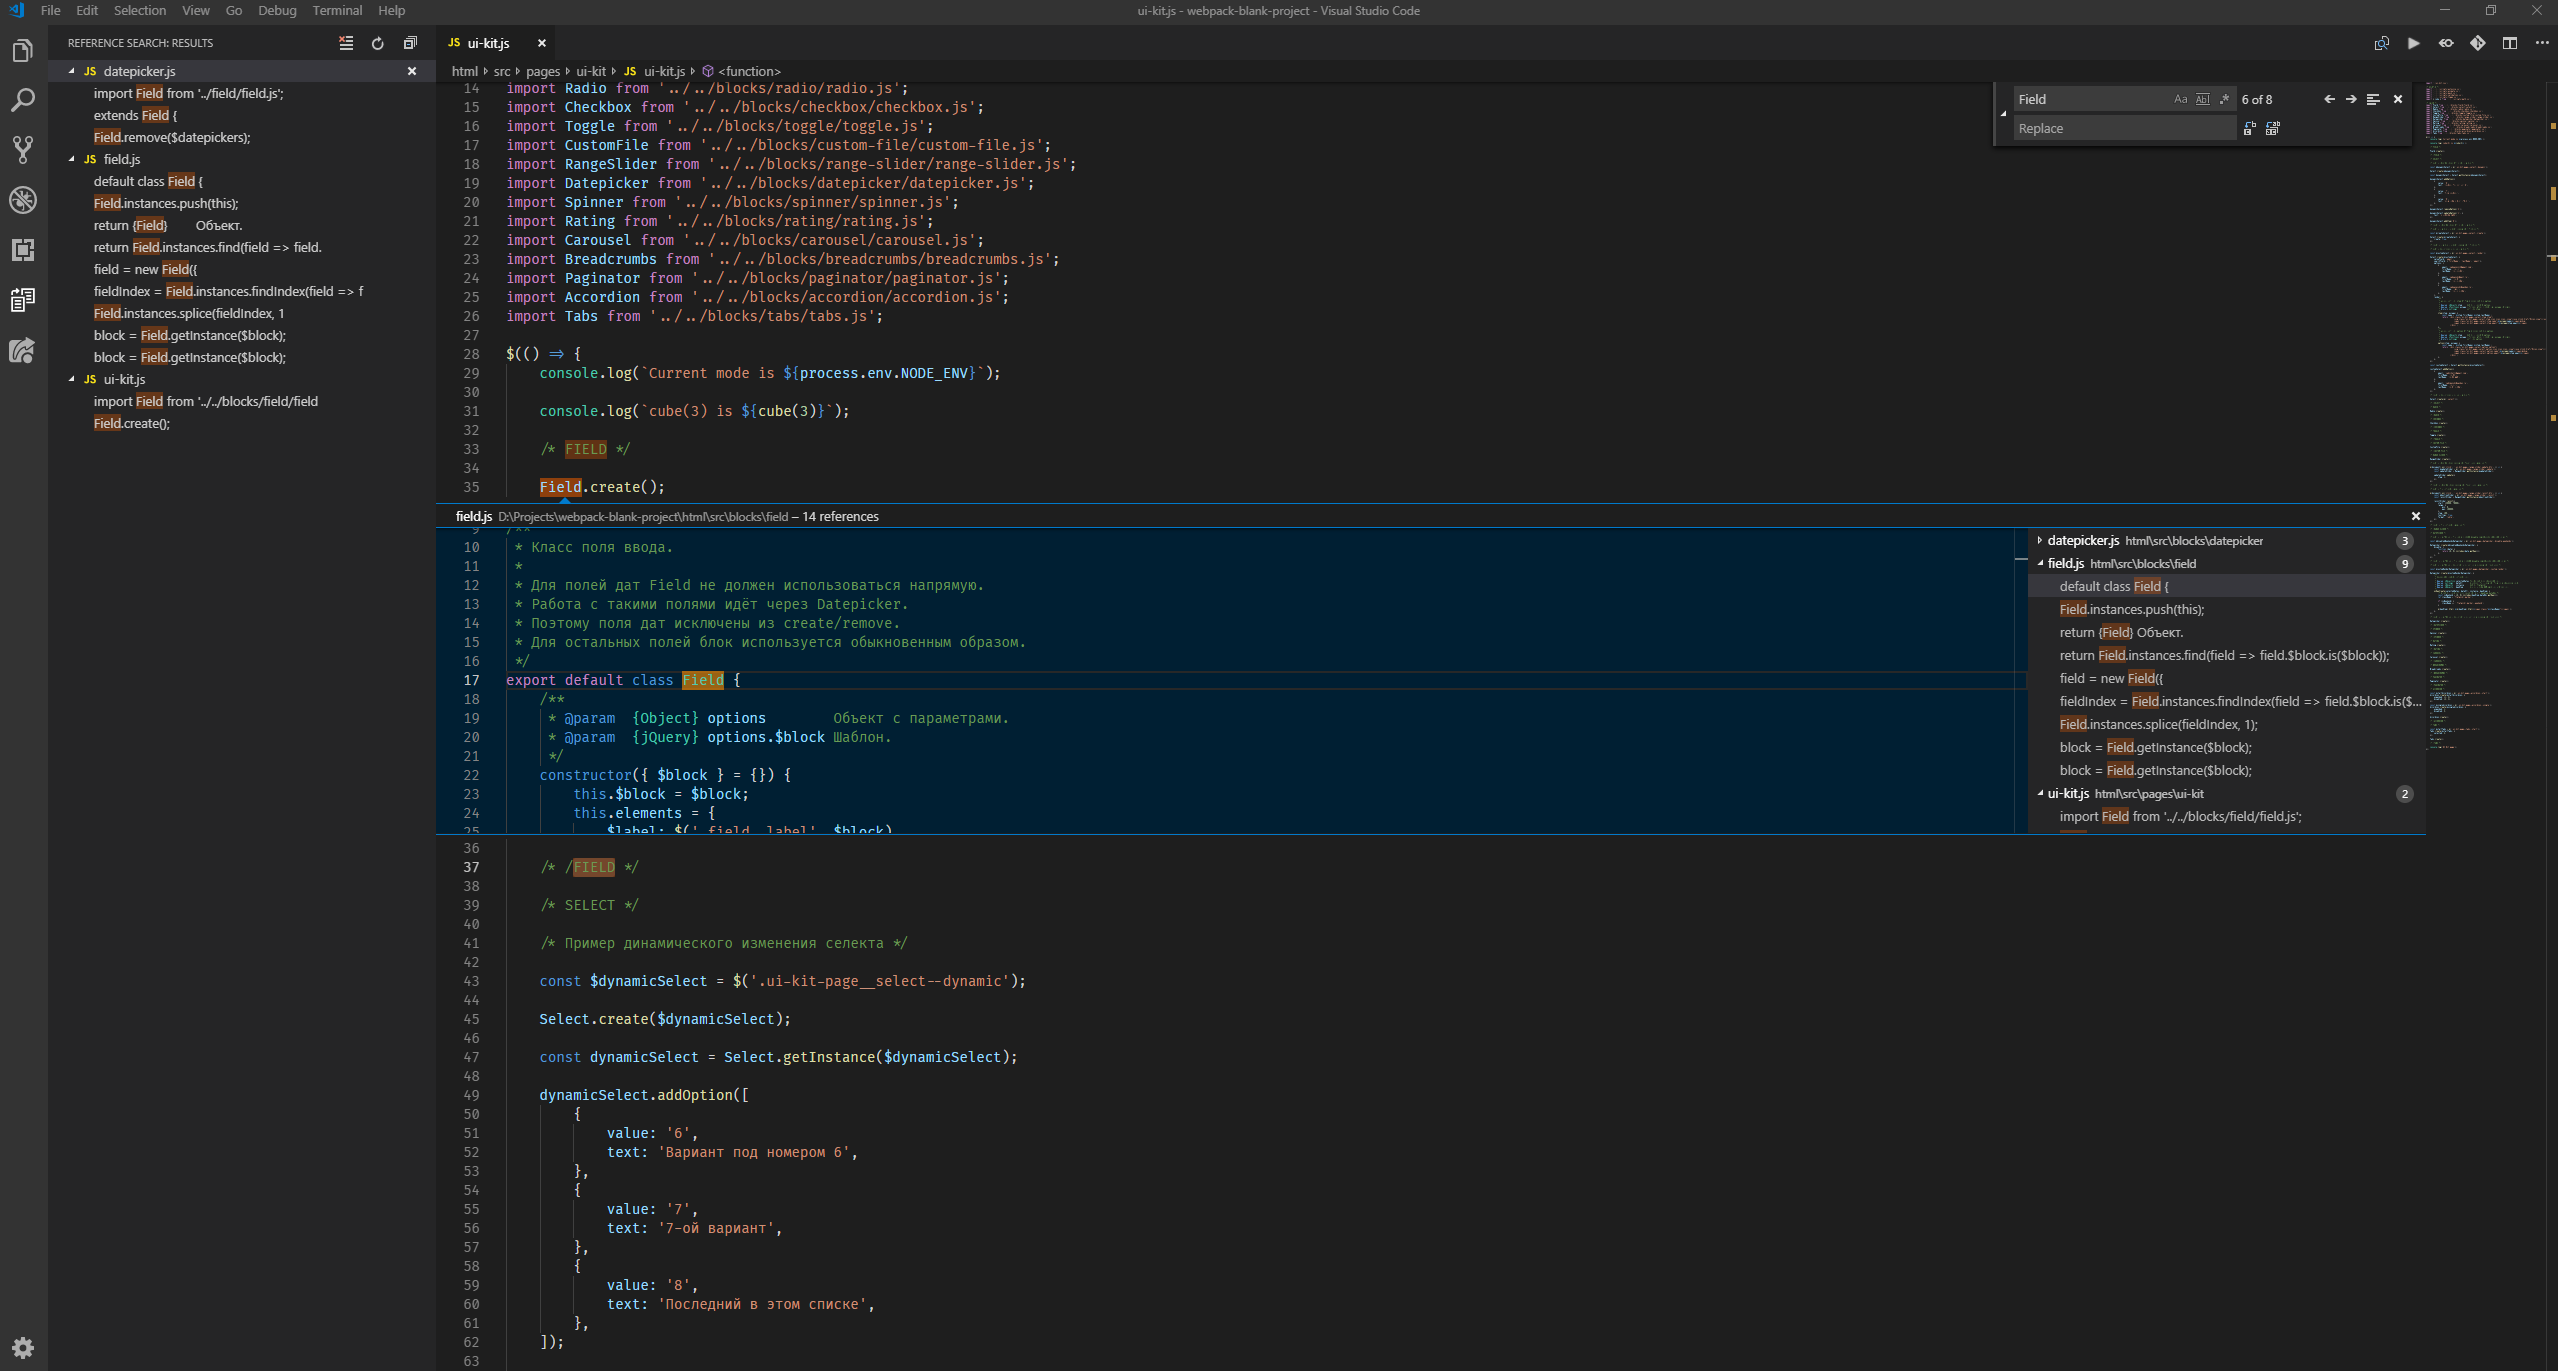 File Edit Selection View Go Debug Terminal Help
ui-kit.js - webpack-blank-project - Visual Studio Code
REFERENCE SEARCH: RESULTS
JS datepicker.js
import Field from '../field/field.js';
extends Field {
Field.remove($datepickers);
field.js
default class Field {
Field.instances.push(this);
return {Field} Объект.
return Field.instances.find(field => field.
field = new Field({
fieldIndex = Field.instances.findIndex(field => f
Field.instances.splice(fieldIndex, 1
block = Field.getInstance($block);
block = Field.getInstance($block);
JS ui-kit.js
import Field from '../../blocks/field/field
Field.create();
JS ui-kit.js
html src pages ui-kit JS ui-kit.js <function>
Field Aa Abl .* 6 of 8
Replace
14 import Radio from '../../blocks/radio/radio.js';
15 import Checkbox from '../../blocks/checkbox/checkbox.js';
16 import Toggle from '../../blocks/toggle/toggle.js';
17 import CustomFile from '../../blocks/custom-file/custom-file.js';
18 import RangeSlider from '../../blocks/range-slider/range-slider.js';
19 import Datepicker from '../../blocks/datepicker/datepicker.js';
20 import Spinner from '../../blocks/spinner/spinner.js';
21 import Rating from '../../blocks/rating/rating.js';
22 import Carousel from '../../blocks/carousel/carousel.js';
23 import Breadcrumbs from '../../blocks/breadcrumbs/breadcrumbs.js';
24 import Paginator from '../../blocks/paginator/paginator.js';
25 import Accordion from '../../blocks/accordion/accordion.js';
26 import Tabs from '../../blocks/tabs/tabs.js';
27
28 $(() => {
29 console.log(`Current mode is ${process.env.NODE_ENV}`);
30
31 console.log(`cube(3) is ${cube(3)}`);
32
33 /* FIELD */
34
35 Field.create();
field.js D:\Projects\webpack-blank-project\html\src\blocks\field – 14 references
9 /**
10 * Класс поля ввода.
11 *
12 * Для полей дат Field не должен использоваться напрямую.
13 * Работа с такими полями идёт через Datepicker.
14 * Поэтому поля дат исключены из create/remove.
15 * Для остальных полей блок используется обыкновенным образом.
16 */
17 export default class Field {
18 /**
19 * @param {Object} options Объект с параметрами.
20 * @param {jQuery} options.$block Шаблон.
21 */
22 constructor({ $block } = {}) {
23 this.$block = $block;
24 this.elements = {
25 $label: $('.field__label', $block)
datepicker.js html\src\blocks\datepicker 3
field.js html\src\blocks\field 9
default class Field {
Field.instances.push(this);
return {Field} Объект.
return Field.instances.find(field => field.$block.is($block));
field = new Field({
fieldIndex = Field.instances.findIndex(field => field.$block.is($...
Field.instances.splice(fieldIndex, 1);
block = Field.getInstance($block);
block = Field.getInstance($block);
ui-kit.js html\src\pages\ui-kit 2
import Field from '../../blocks/field/field.js';
36
37 /* /FIELD */
38
39 /* SELECT */
40
41 /* Пример динамического изменения селекта */
42
43 const $dynamicSelect = $('.ui-kit-page__select--dynamic');
44
45 Select.create($dynamicSelect);
46
47 const dynamicSelect = Select.getInstance($dynamicSelect);
48
49 dynamicSelect.addOption([
50 {
51 value: '6',
52 text: 'Вариант под номером 6',
53 },
54 {
55 value: '7',
56 text: '7-ой вариант',
57 },
58 {
59 value: '8',
60 text: 'Последний в этом списке',
61 },
62 ]);
63